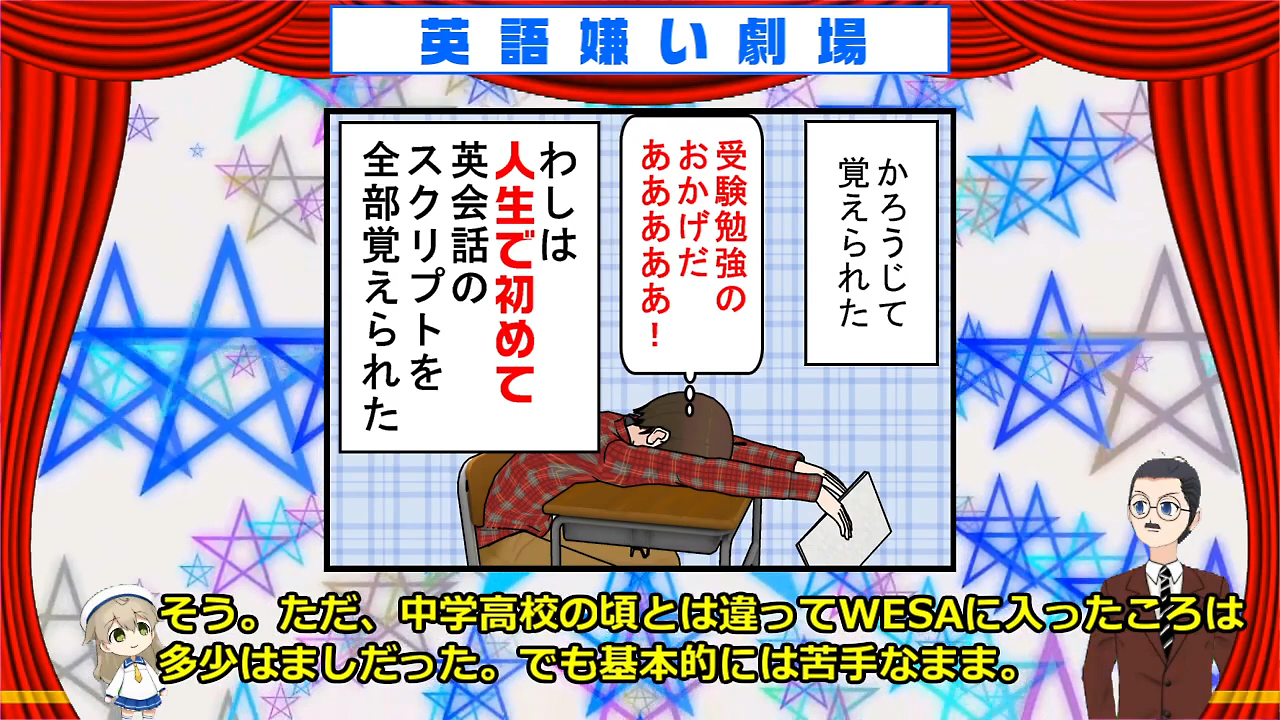 英語嫌い劇場
かろうじて
覚えられた
受験勉強の
おかげだ
ああああああ！
わしは
人生で初めて
英会話の
スクリプトを
全部覚えられた
そう。ただ、中学高校の頃とは違ってWESAに入ったころは
多少はましだった。でも基本的には苦手なまま。